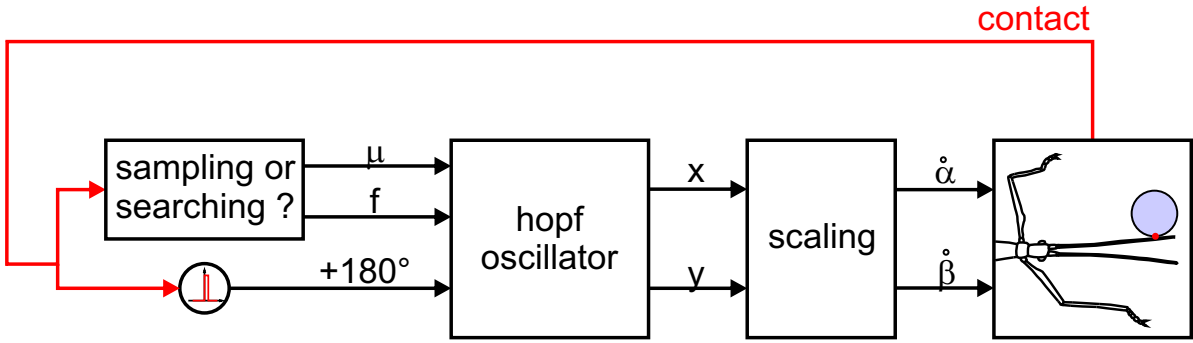 contact
sampling or
searching ?
μ
f
+180°
hopf
oscillator
x
y
scaling
α̊
β̊